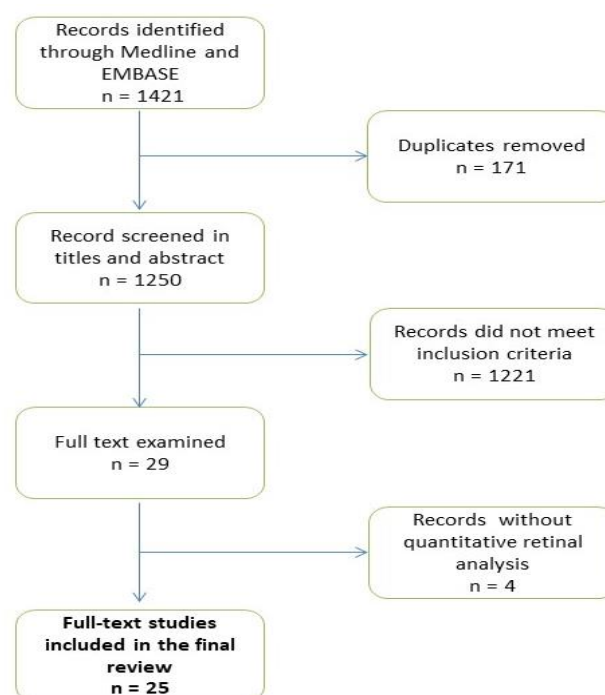 Records identified
through Medline and
EMBASE
n = 1421
Duplicates removed
n = 171
Record screened in
titles and abstract
n = 1250
Records did not meet
inclusion criteria
n = 1221
Full text examined
n = 29
Records without
quantitative retinal
analysis
n = 4
Full-text studies
included in the final
review
n = 25